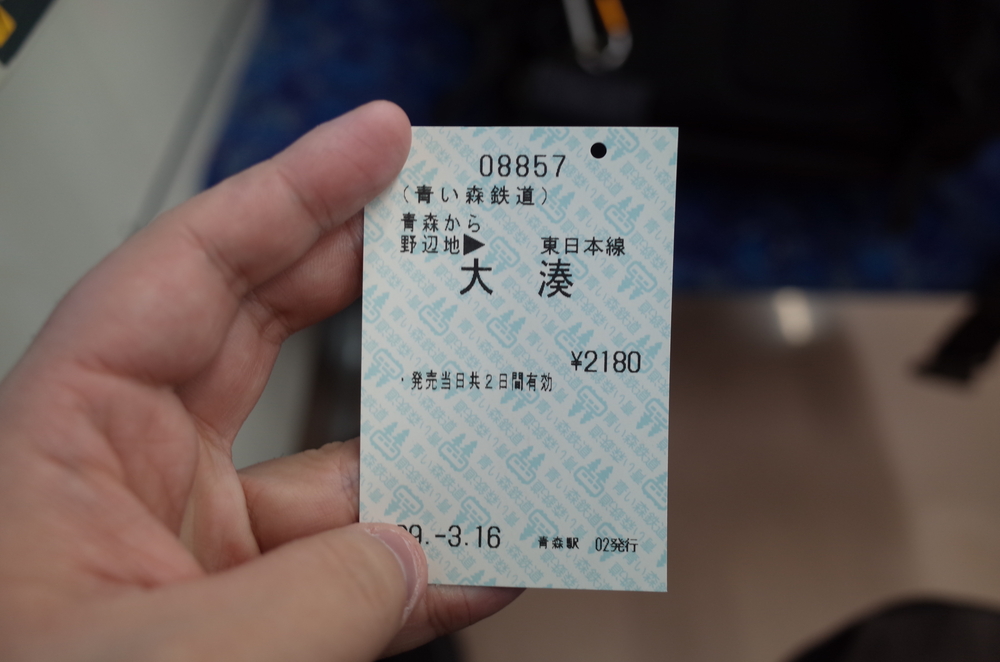 08857
(青い森鉄道)
青森から
野辺地▶ 東日本線
大 湊
¥2180
・発売当日共2日間有効
9.-3.16 青森駅 02発行